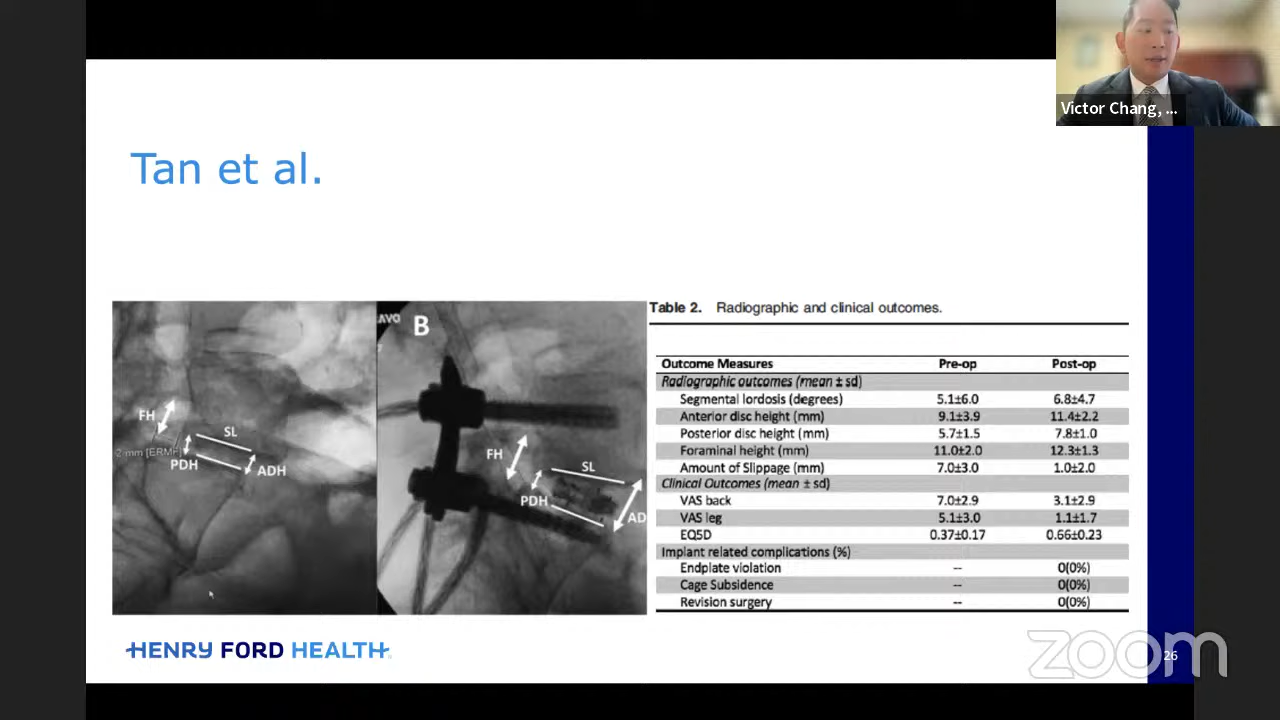 Victor Chang, ...
Tan et al.
FH
SL
2 mm [ERMF]
PDH
ADH
AVO
B
FH
SL
PDH
AD
Table 2. Radiographic and clinical outcomes.
Outcome Measures Pre-op Post-op
Radiographic outcomes (mean ± sd)
Segmental lordosis (degrees) 5.1±6.0 6.8±4.7
Anterior disc height (mm) 9.1±3.9 11.4±2.2
Posterior disc height (mm) 5.7±1.5 7.8±1.0
Foraminal height (mm) 11.0±2.0 12.3±1.3
Amount of Slippage (mm) 7.0±3.0 1.0±2.0
Clinical Outcomes (mean ± sd)
VAS back 7.0±2.9 3.1±2.9
VAS leg 5.1±3.0 1.1±1.7
EQ5D 0.37±0.17 0.66±0.23
Implant related complications (%)
Endplate violation -- 0(0%)
Cage Subsidence -- 0(0%)
Revision surgery -- 0(0%)
HENRY FORD HEALTH
zoom
26